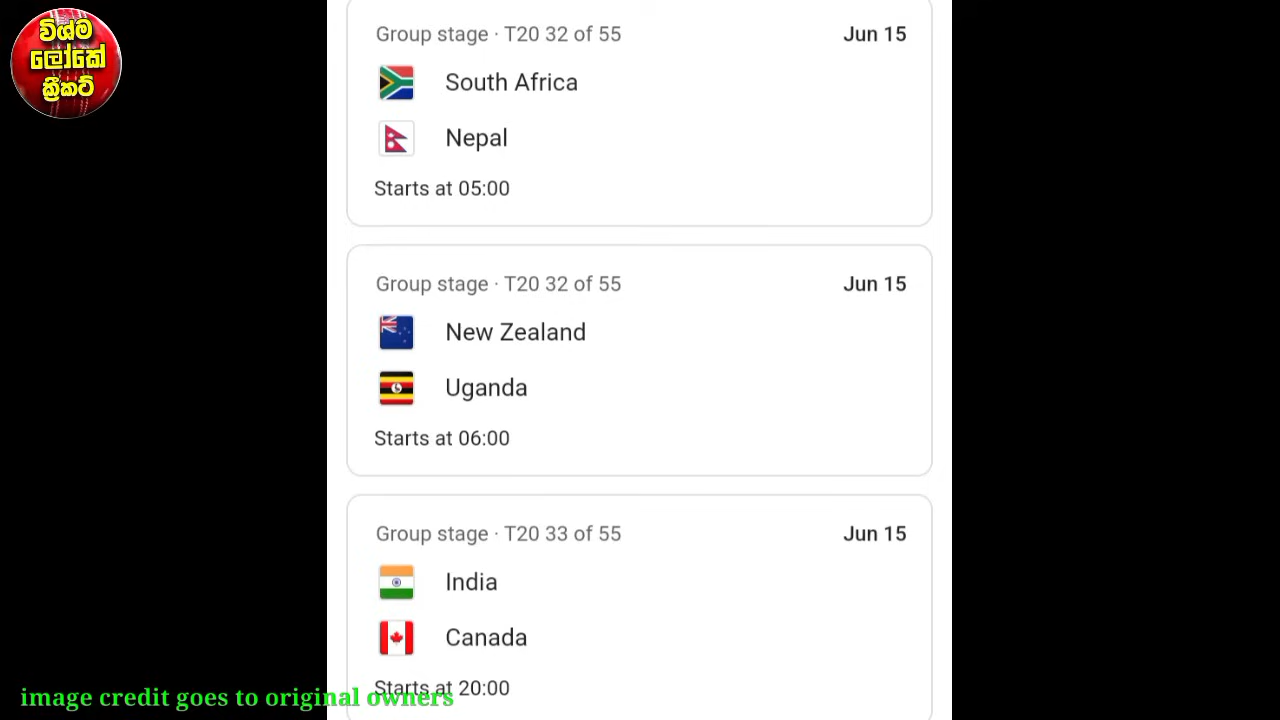 විශ්ම
ලෝකේ
ක්‍රිකට්
Group stage · T20 32 of 55
Jun 15
South Africa
Nepal
Starts at 05:00
Group stage · T20 32 of 55
Jun 15
New Zealand
Uganda
Starts at 06:00
Group stage · T20 33 of 55
Jun 15
India
Canada
Starts at 20:00
image credit goes to original owners